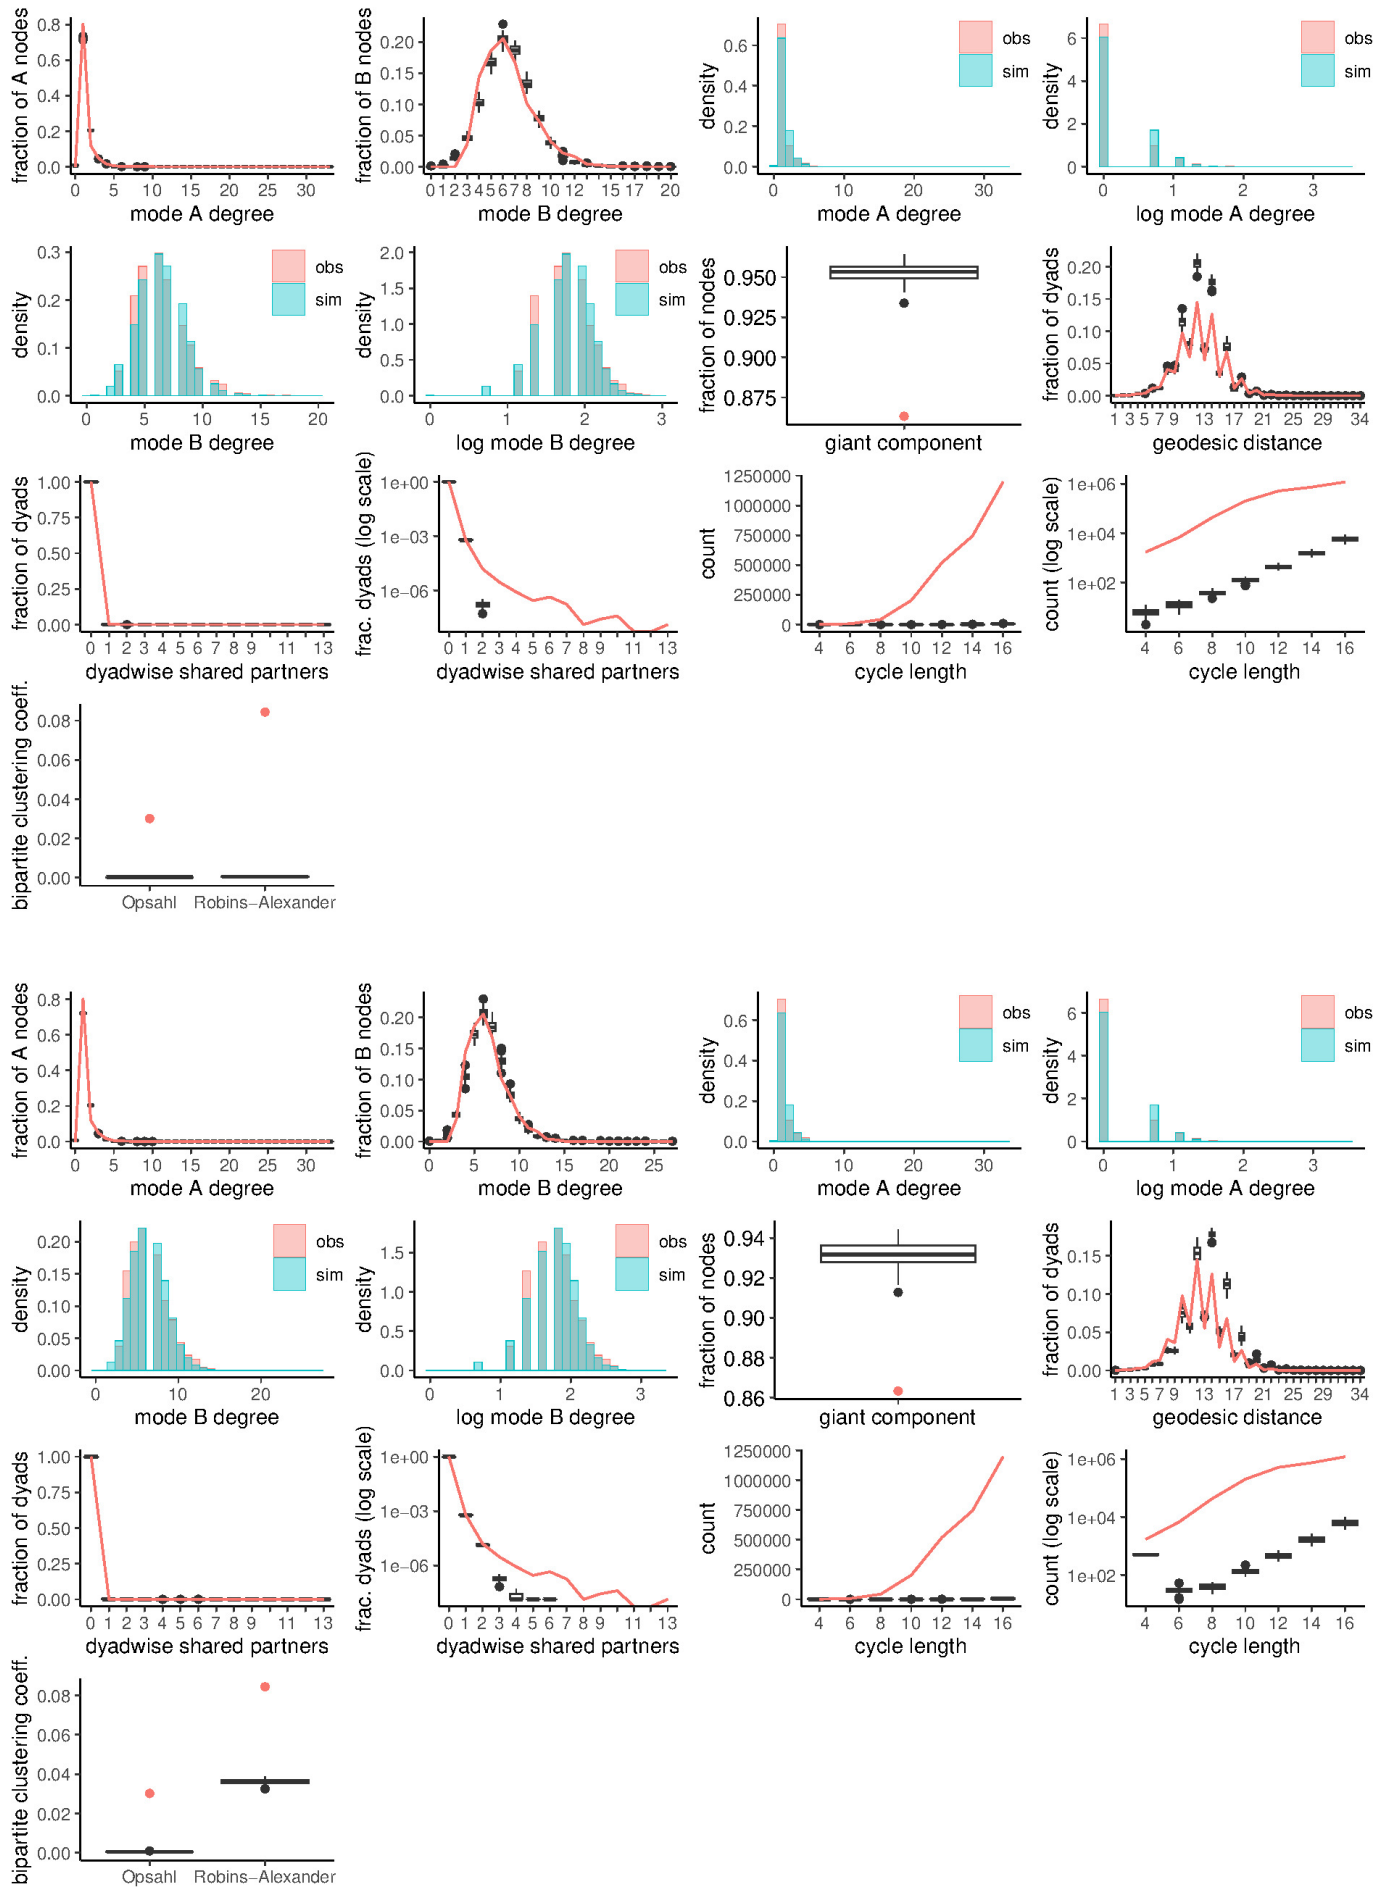 fraction of A nodes
0.8
0.6
0.4
0.2
0.0
0 5 10 15 20 25 30
mode A degree
fraction of B nodes
0.20
0.15
0.10
0.05
0.00
0 1 2 3 4 5 6 7 8 10 12 15 17 20
mode B degree
density
0.6
0.4
0.2
0.0
0 10 20 30
mode A degree
obs
sim
density
6
4
2
0
0 1 2 3
log mode A degree
obs
sim
density
0.3
0.2
0.1
0.0
0 5 10 15 20
mode B degree
obs
sim
density
2.0
1.5
1.0
0.5
0.0
0 1 2 3
log mode B degree
obs
sim
fraction of nodes
0.950
0.925
0.900
0.875
giant component
fraction of dyads
0.20
0.15
0.10
0.05
0.00
1 3 5 7 9 13 17 21 25 29 34
geodesic distance
fraction of dyads
1.00
0.75
0.50
0.25
0.00
0 1 2 3 4 5 6 7 8 9 11 13
dyadwise shared partners
frac. dyads (log scale)
1e+00
1e−03
1e−06
0 1 2 3 4 5 6 7 8 9 11 13
dyadwise shared partners
count
1250000
1000000
750000
500000
250000
0
4 6 8 10 12 14 16
cycle length
count (log scale)
1e+06
1e+04
1e+02
4 6 8 10 12 14 16
cycle length
bipartite clustering coeff.
0.08
0.06
0.04
0.02
0.00
Opsahl Robins−Alexander
fraction of A nodes
0.8
0.6
0.4
0.2
0.0
0 5 10 15 20 25 30
mode A degree
fraction of B nodes
0.20
0.15
0.10
0.05
0.00
0 5 10 15 20 25
mode B degree
density
0.6
0.4
0.2
0.0
0 10 20 30
mode A degree
obs
sim
density
6
4
2
0
0 1 2 3
log mode A degree
obs
sim
density
0.20
0.15
0.10
0.05
0.00
0 10 20
mode B degree
obs
sim
density
1.5
1.0
0.5
0.0
0 1 2 3
log mode B degree
obs
sim
fraction of nodes
0.94
0.92
0.90
0.88
0.86
giant component
fraction of dyads
0.15
0.10
0.05
0.00
1 3 5 7 9 13 17 21 25 29 34
geodesic distance
fraction of dyads
1.00
0.75
0.50
0.25
0.00
0 1 2 3 4 5 6 7 8 9 11 13
dyadwise shared partners
frac. dyads (log scale)
1e+00
1e−03
1e−06
0 1 2 3 4 5 6 7 8 9 11 13
dyadwise shared partners
count
1250000
1000000
750000
500000
250000
0
4 6 8 10 12 14 16
cycle length
count (log scale)
1e+06
1e+04
1e+02
4 6 8 10 12 14 16
cycle length
bipartite clustering coeff.
0.08
0.06
0.04
0.02
0.00
Opsahl Robins−Alexander